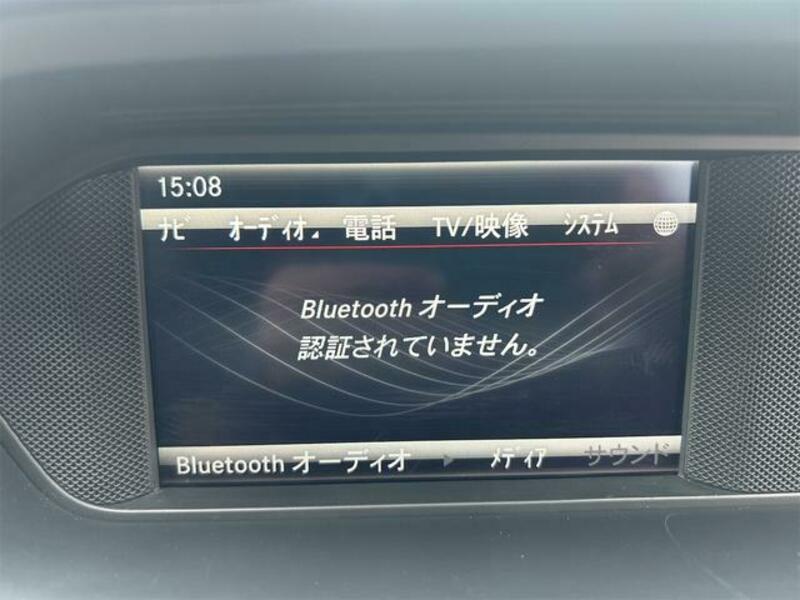 15:08
ナビ オーディオ 電話 TV/映像 システム
Bluetooth オーディオ
認証されていません。
Bluetooth オーディオ メディア サウンド